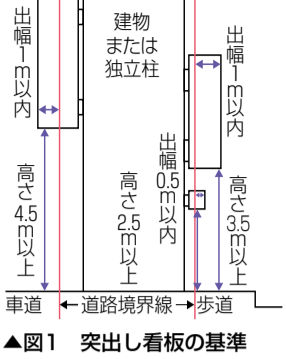 出幅1m以内
建物
または
独立柱
出幅1m以内
出幅0.5m以内
高さ4.5m以上
高さ2.5m以上
高さ3.5m以上
車道
道路境界線
歩道
▲図1 突出し看板の基準